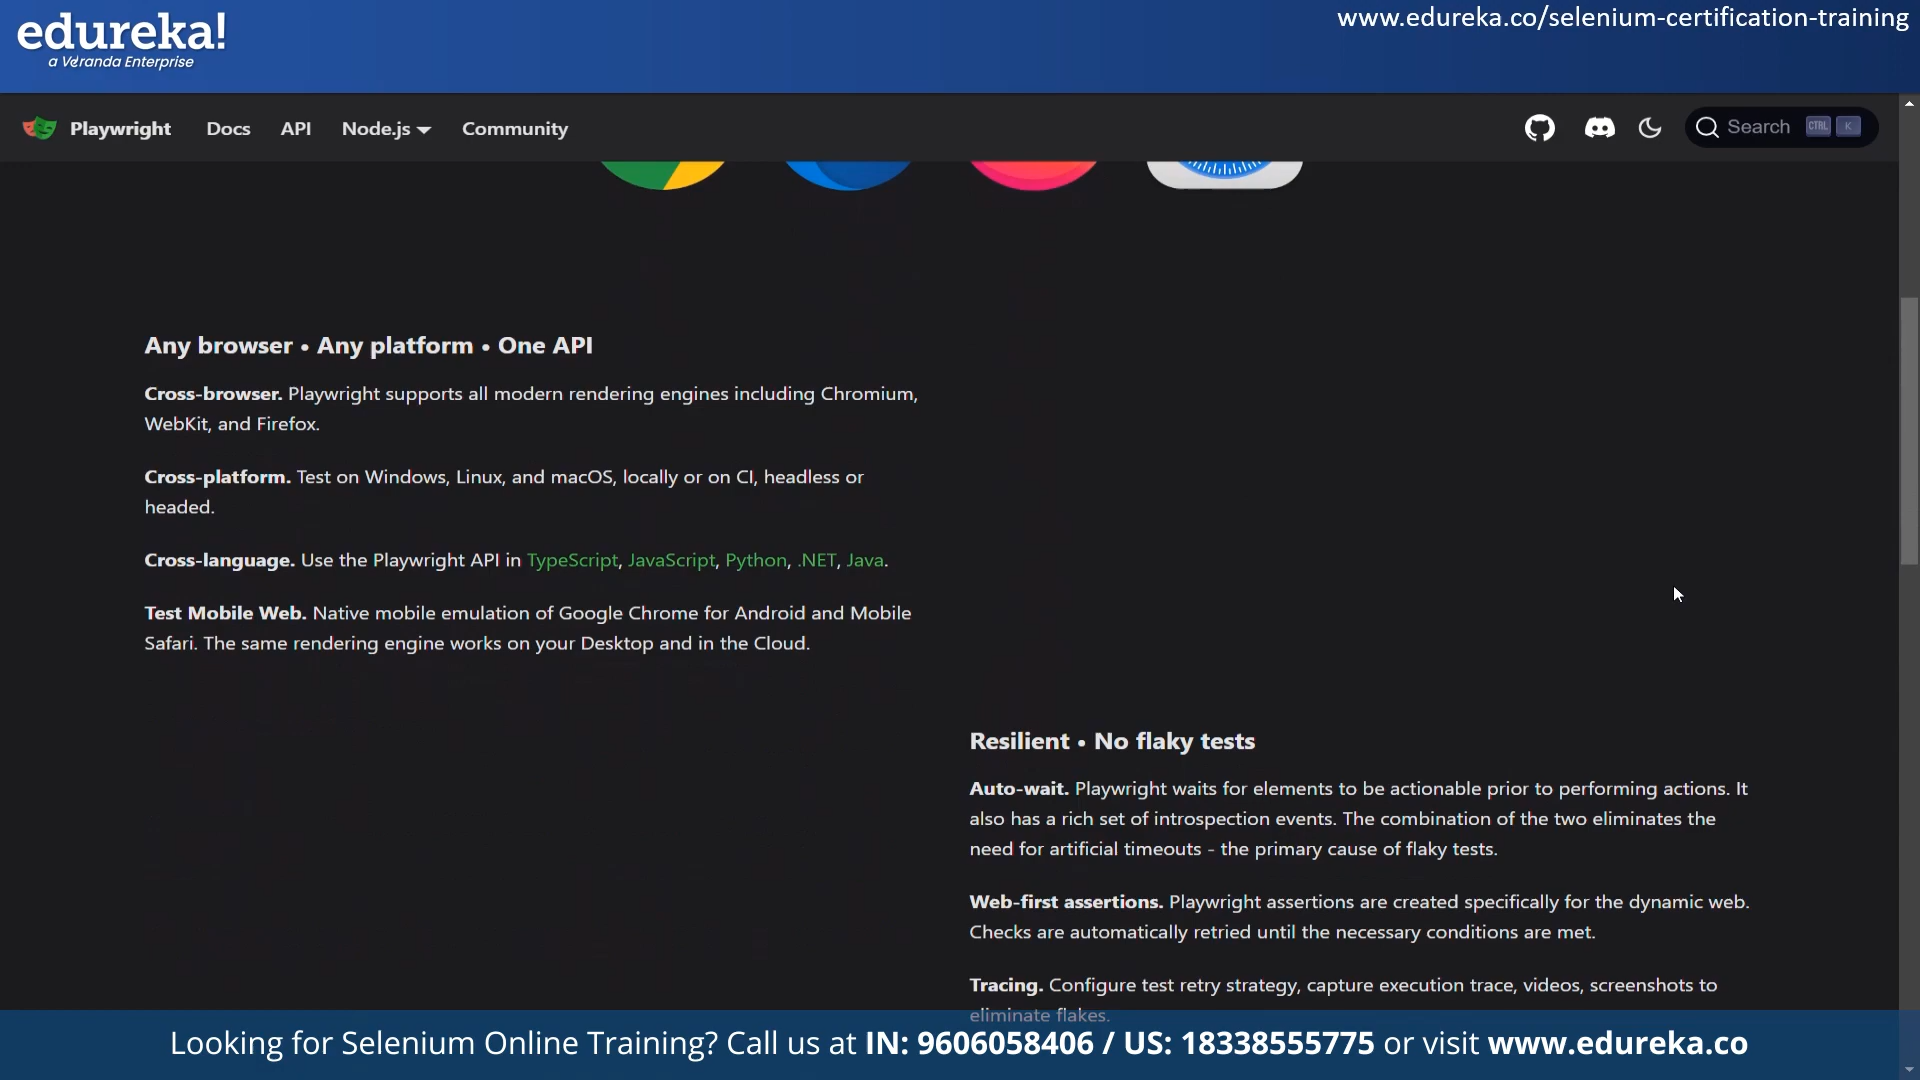 edureka!
a Veranda Enterprise
www.edureka.co/selenium-certification-training
Playwright Docs API Node.js Community
Search CTRL K
Any browser • Any platform • One API
Cross-browser. Playwright supports all modern rendering engines including Chromium,
WebKit, and Firefox.
Cross-platform. Test on Windows, Linux, and macOS, locally or on CI, headless or
headed.
Cross-language. Use the Playwright API in TypeScript, JavaScript, Python, .NET, Java.
Test Mobile Web. Native mobile emulation of Google Chrome for Android and Mobile
Safari. The same rendering engine works on your Desktop and in the Cloud.
Resilient • No flaky tests
Auto-wait. Playwright waits for elements to be actionable prior to performing actions. It
also has a rich set of introspection events. The combination of the two eliminates the
need for artificial timeouts - the primary cause of flaky tests.
Web-first assertions. Playwright assertions are created specifically for the dynamic web.
Checks are automatically retried until the necessary conditions are met.
Tracing. Configure test retry strategy, capture execution trace, videos, screenshots to
eliminate flakes.
Looking for Selenium Online Training? Call us at IN: 9606058406 / US: 18338555775 or visit www.edureka.co